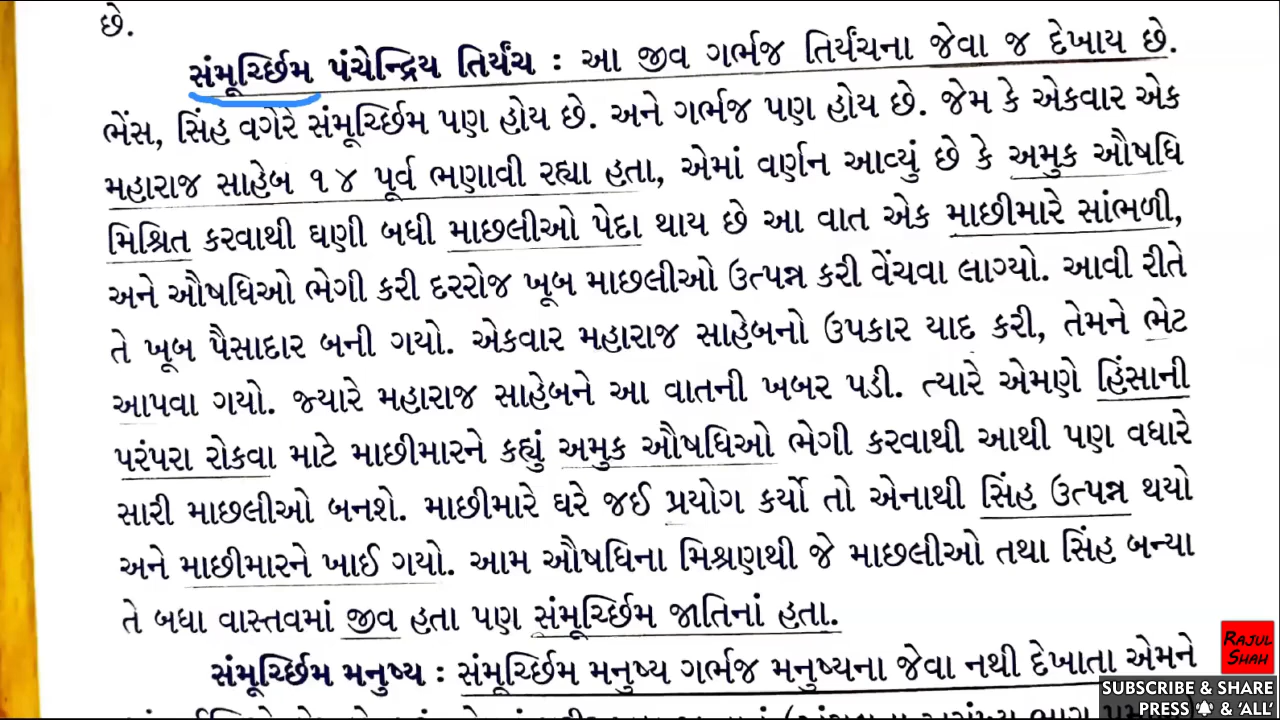 છે.
સંમૂર્ચ્છિમ પંચેન્દ્રિય તિર્યંચ : આ જીવ ગર્ભજ તિર્યંચના જેવા જ દેખાય છે.
ભેંસ, સિંહ વગેરે સંમૂર્ચ્છિમ પણ હોય છે. અને ગર્ભજ પણ હોય છે. જેમ કે એકવાર એક
મહારાજ સાહેબ ૧૪ પૂર્વ ભણાવી રહ્યા હતા, એમાં વર્ણન આવ્યું છે કે અમુક ઔષધિ
મિશ્રિત કરવાથી ઘણી બધી માછલીઓ પેદા થાય છે આ વાત એક માછીમારે સાંભળી,
અને ઔષધિઓ ભેગી કરી દરરોજ ખૂબ માછલીઓ ઉત્પન્ન કરી વેંચવા લાગ્યો. આવી રીતે
તે ખૂબ પૈસાદાર બની ગયો. એકવાર મહારાજ સાહેબનો ઉપકાર યાદ કરી, તેમને ભેટ
આપવા ગયો. જ્યારે મહારાજ સાહેબને આ વાતની ખબર પડી. ત્યારે એમણે હિંસાની
પરંપરા રોકવા માટે માછીમારને કહ્યું અમુક ઔષધિઓ ભેગી કરવાથી આથી પણ વધારે
સારી માછલીઓ બનશે. માછીમારે ઘરે જઈ પ્રયોગ કર્યો તો એનાથી સિંહ ઉત્પન્ન થયો
અને માછીમારને ખાઈ ગયો. આમ ઔષધિના મિશ્રણથી જે માછલીઓ તથા સિંહ બન્યા
તે બધા વાસ્તવમાં જીવ હતા પણ સંમૂર્ચ્છિમ જાતિનાં હતા.
સંમૂર્ચ્છિમ મનુષ્ય : સંમૂર્ચ્છિમ મનુષ્ય ગર્ભજ મનુષ્યના જેવા નથી દેખાતા એમને
RAJUL
SHAH
SUBSCRIBE & SHARE
PRESS & 'ALL'